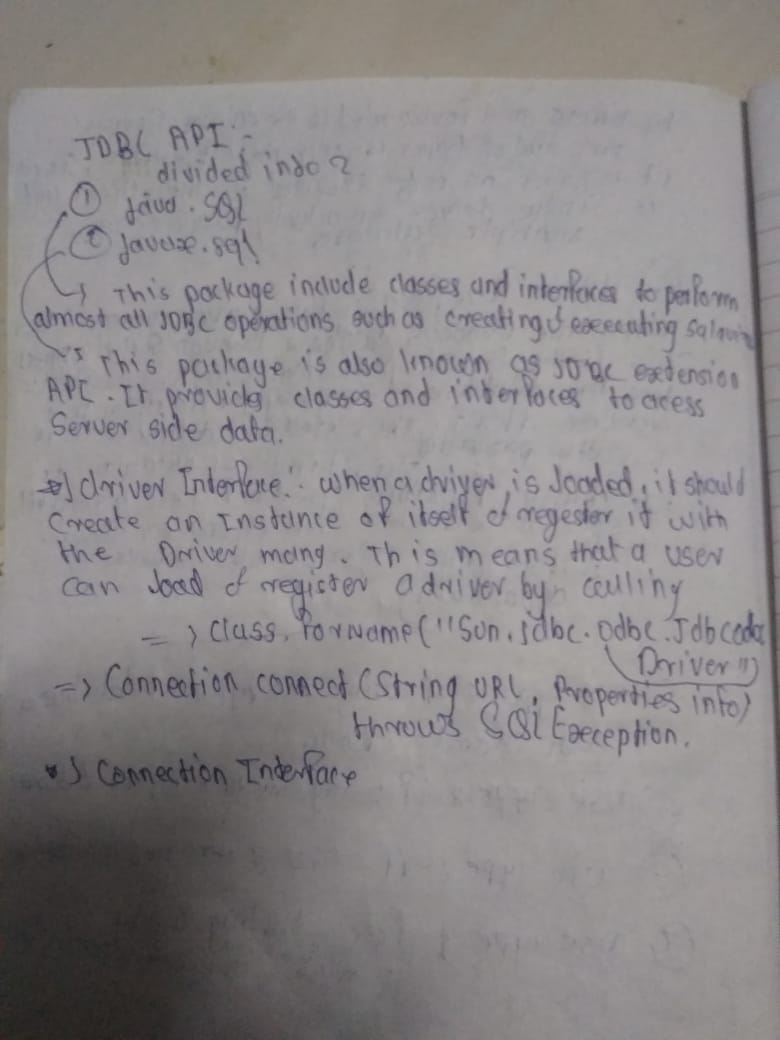 JDBC API :-
divided into 2
① java. SQL
② javax.sql
→ This package include classes and interfaces to perform
almost all JDBC operations such as creating & executing
→ This package is also known as JDBC extension
API. It provides classes and interfaces to acess
Server side data.
*) driver Interface :- when a driver is loaded, it should
Create an Instance of itself & regester it with
the Driver mang. This means that a user
can load & register a driver by calling
=> Class. ForName("Sun.jdbc.odbc.Jdbcodbc
Driver")
=> Connection connect (String URL, Properties info)
throws SQl Exception.
*) Connection Interface